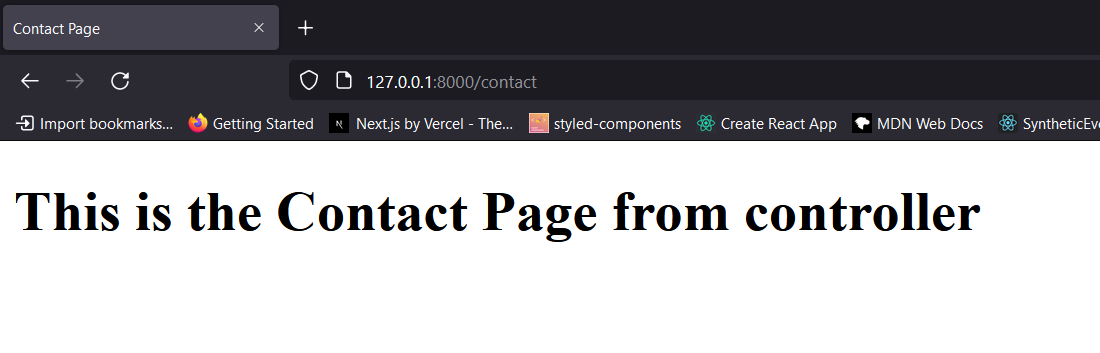 Contact Page
127.0.0.1:8000/contact
Import bookmarks... Getting Started Next.js by Vercel - The... styled-components Create React App MDN Web Docs SyntheticEv
This is the Contact Page from controller